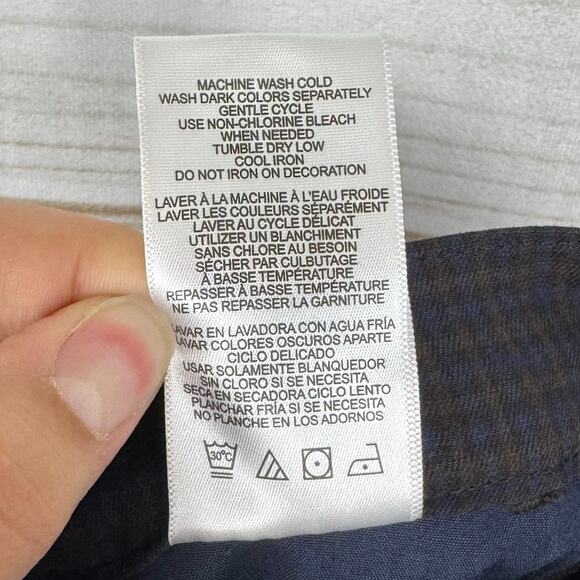 MACHINE WASH COLD
WASH DARK COLORS SEPARATELY
GENTLE CYCLE
USE NON-CHLORINE BLEACH
WHEN NEEDED
TUMBLE DRY LOW
COOL IRON
DO NOT IRON ON DECORATION
LAVER À LA MACHINE À L'EAU FROIDE
LAVER LES COULEURS SÉPARÉMENT
LAVER AU CYCLE DÉLICAT
UTILIZER UN BLANCHIMENT
SANS CHLORE AU BESOIN
SÉCHER PAR CULBUTAGE
À BASSE TEMPÉRATURE
REPASSER À BASSE TEMPÉRATURE
NE PAS REPASSER LA GARNITURE
LAVAR EN LAVADORA CON AGUA FRÍA
LAVAR COLORES OSCUROS APARTE
CICLO DELICADO
USAR SOLAMENTE BLANQUEADOR
SIN CLORO SI SE NECESITA
SECA EN SECADORA CICLO LENTO
PLANCHAR FRÍA SI SE NECESITA
NO PLANCHE EN LOS ADORNOS
30°C